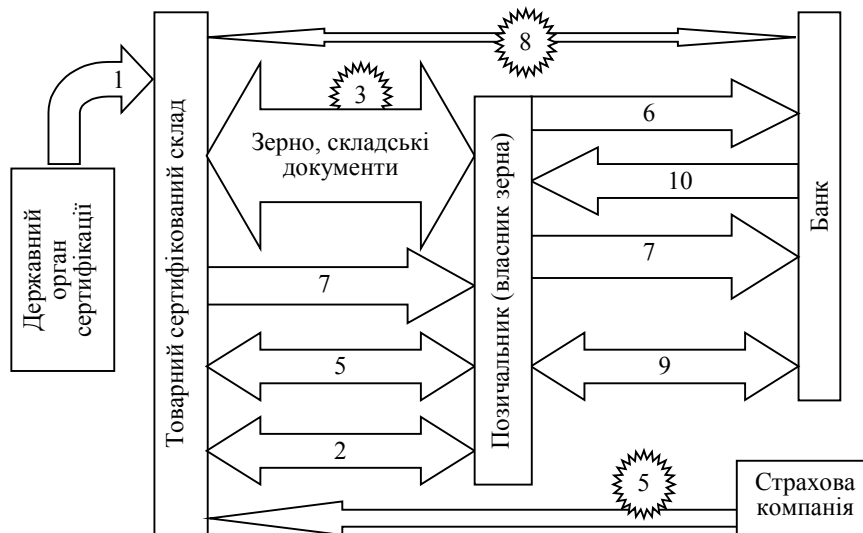 8
1
3
6
Зерно, складські
документи
10
Державний
орган
сертифікації
Товарний сертифікований склад
Позичальник (власник зерна)
Банк
7
7
5
9
2
5
Страхова
компанія